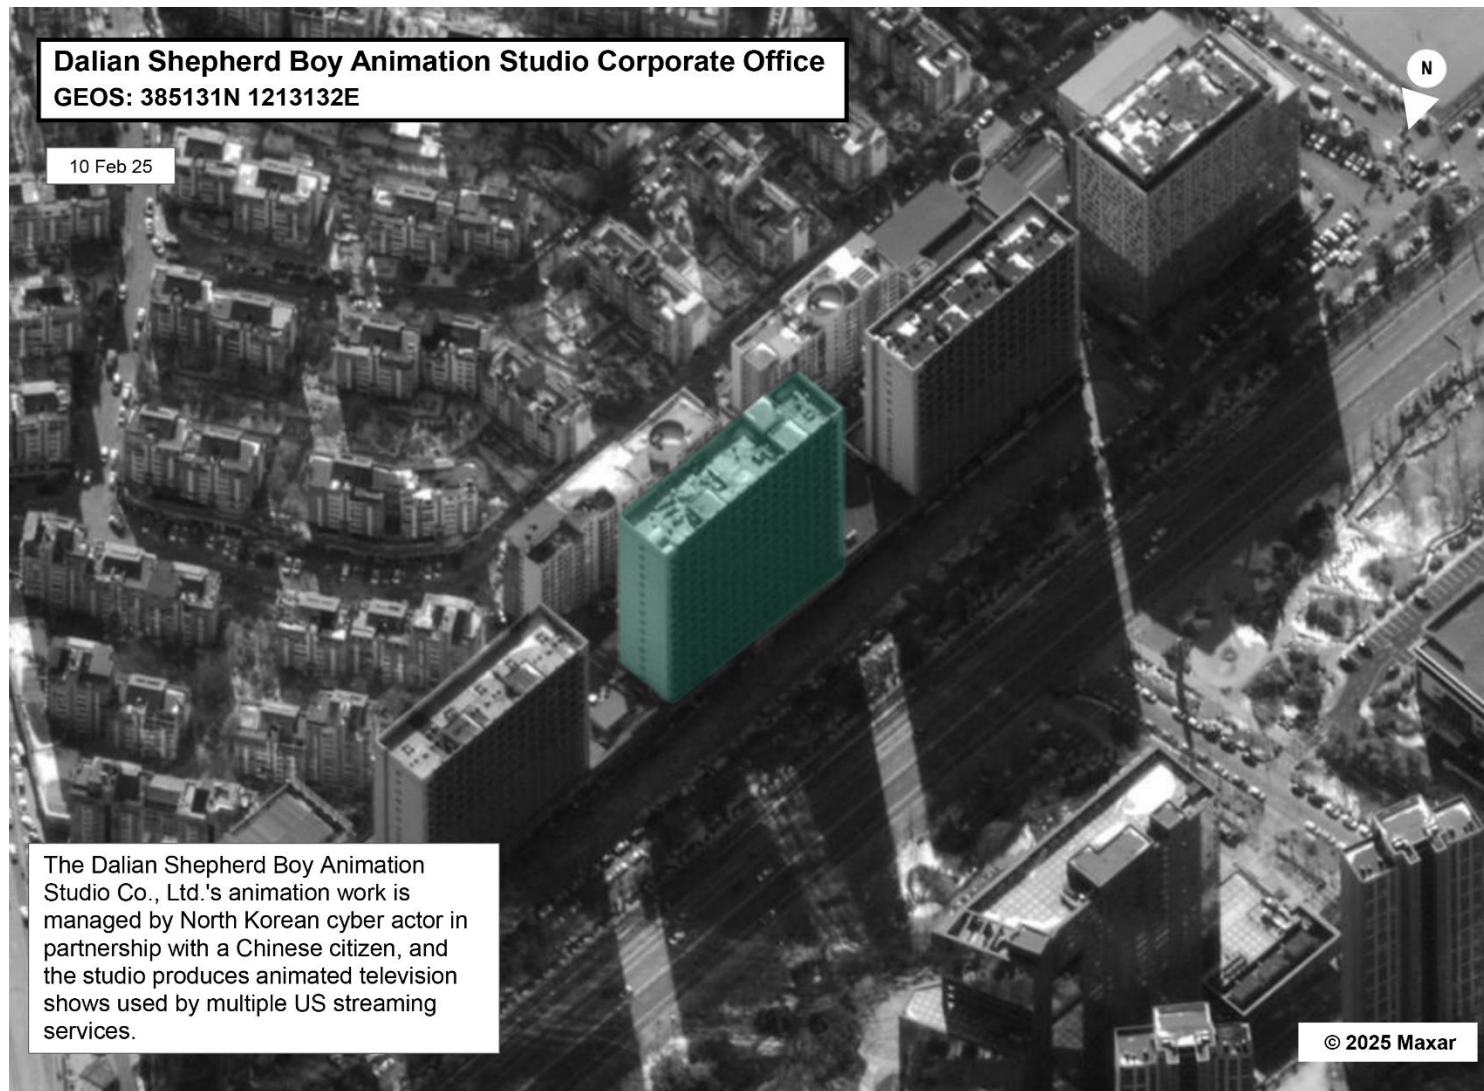 Dalian Shepherd Boy Animation Studio Corporate Office
GEOS: 385131N 1213132E
N
10 Feb 25
The Dalian Shepherd Boy Animation
Studio Co., Ltd.'s animation work is
managed by North Korean cyber actor in
partnership with a Chinese citizen, and
the studio produces animated television
shows used by multiple US streaming
services.
© 2025 Maxar